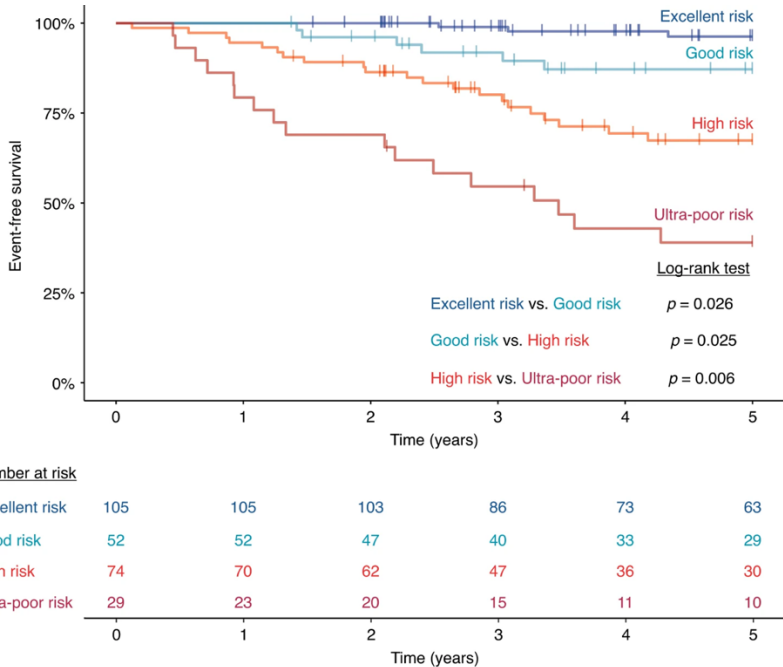 100%
75%
50%
25%
0%
Event-free survival
Excellent risk
Good risk
High risk
Ultra-poor risk
Log-rank test
Excellent risk vs. Good risk p = 0.026
Good risk vs. High risk p = 0.025
High risk vs. Ultra-poor risk p = 0.006
0 1 2 3 4 5
Time (years)
mber at risk
ellent risk 105 105 103 86 73 63
od risk 52 52 47 40 33 29
h risk 74 70 62 47 36 30
a-poor risk 29 23 20 15 11 10
0 1 2 3 4 5
Time (years)